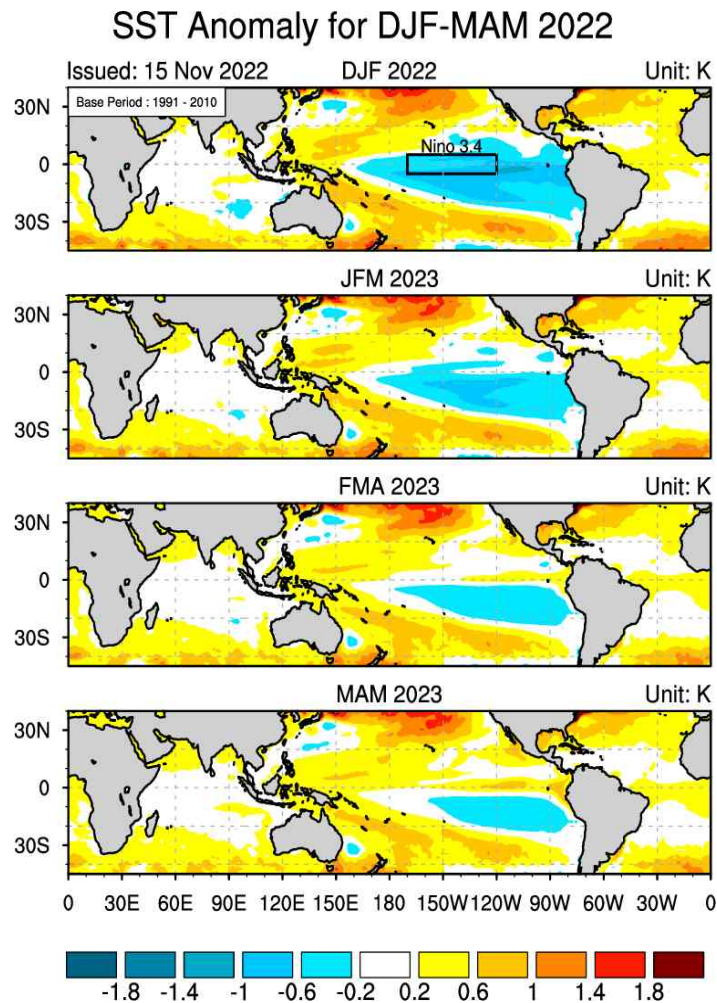 SST Anomaly for DJF-MAM 2022
Issued: 15 Nov 2022 DJF 2022 Unit: K
Base Period : 1991 - 2010
30N
Nino 3.4
0
30S
JFM 2023 Unit: K
30N
0
30S
FMA 2023 Unit: K
30N
0
30S
MAM 2023 Unit: K
30N
0
30S
0 30E 60E 90E 120E 150E 180 150W 120W 90W 60W 0
-1.8 -1.4 -1 -0.6 -0.2 0.2 0.6 1 1.4 1.8